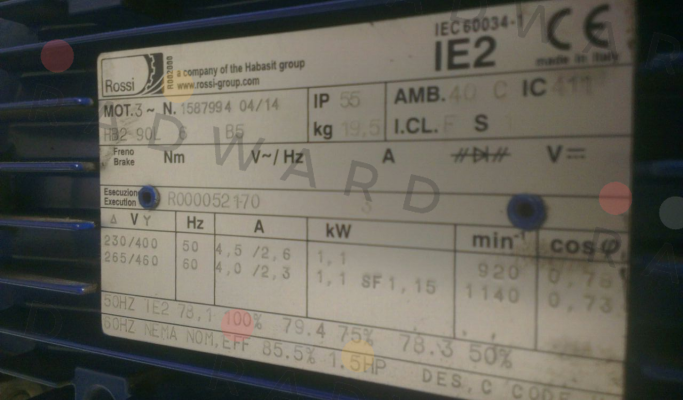 IEC60034-1
IE2
CE
made in Italy
Rossi
a company of the Habasit group
www.rossi-group.com
MOT.3~ N. 1587994 04/14
HB2 90L 6 B5
IP 55
kg 19,5
AMB.40 C IC 411
I.CL.F S
Freno
Brake
Nm
V~/Hz
A
V
Esecuzione
Execution
R000052170
Δ V Y
Hz
A
kW
min-1
cosφ
230/400 50 4,5 /2,6 1,1 920 0,76
265/460 60 4,0 /2,3 1,1 SF1,15 1140 0,73
50HZ IE2 78,1 100% 79.4 75% 78.3 50%
60HZ NEMA NOM.EFF 85.5% 1.5HP DES.C CODE
EDWARD